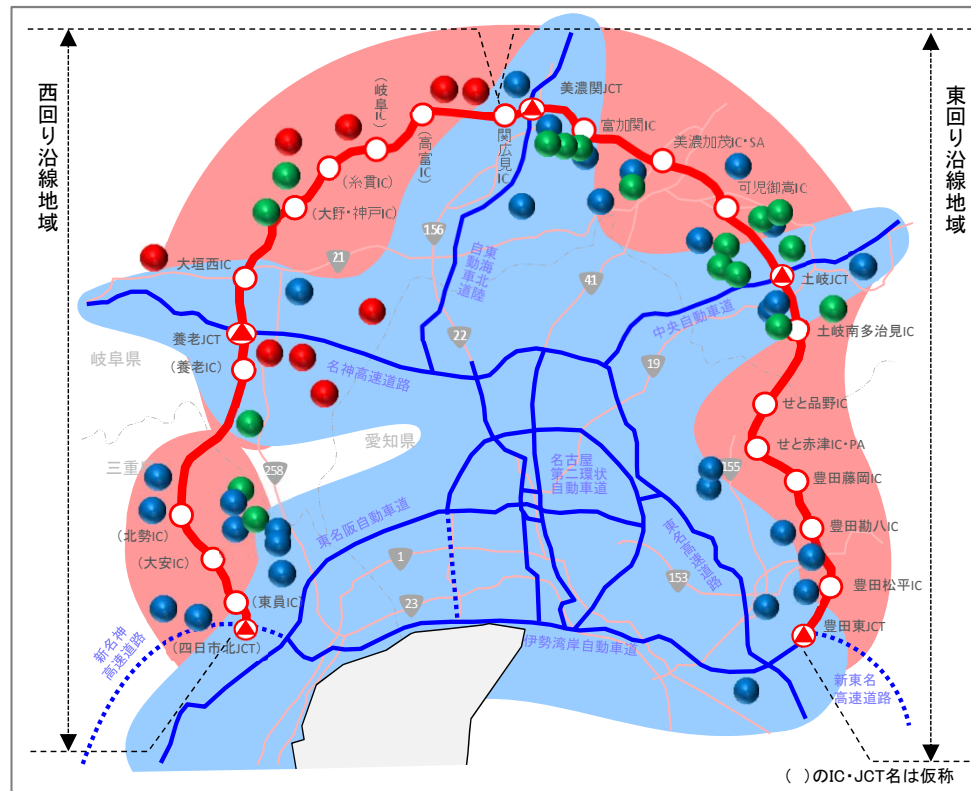 西回り沿線地域
東回り沿線地域
美濃関JCT
(岐阜IC)
(高富IC)
関広見IC
富加関IC
美濃加茂IC・SA
(糸貫IC)
可児御嵩IC
(大野・神戸IC)
156
自動車道
東海北陸
21
41
大垣西IC
土岐JCT
中央自動車道
養老JCT
22
土岐南多治見IC
岐阜県
(養老IC)
名神高速道路
19
せと品野IC
愛知県
せと赤津IC・PA
三重
258
名古屋
第二環状
自動車道
155
豊田藤岡IC
(北勢IC)
東名阪自動車道
東名高速道路
豊田勘八IC
(大安IC)
1
153
豊田松平IC
(東員IC)
23
新名神
高速道路
(四日市北JCT)
伊勢湾岸自動車道
豊田東JCT
新東名
高速道路
( )のIC・JCT名は仮称